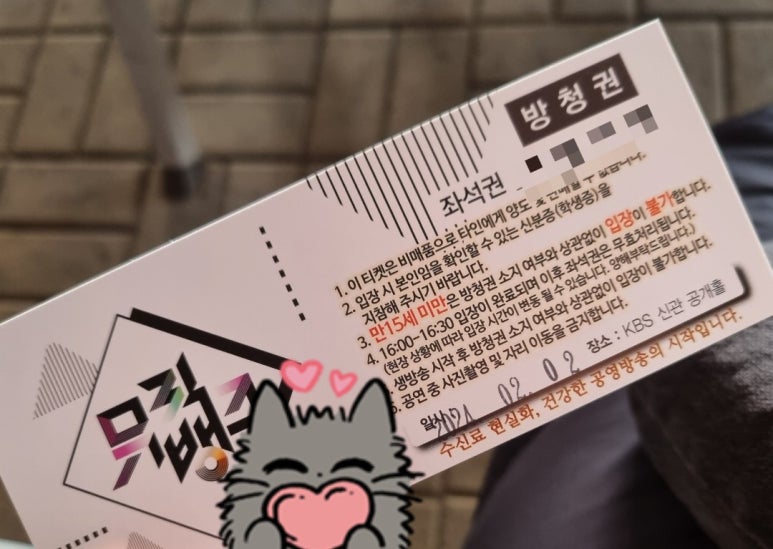 방청권
좌석권
1. 이 티켓은 비매품으로 타인에게 양도 및 판매할 수 없습니다.
2. 입장 시 본인임을 확인할 수 있는 신분증(학생증)을
지참해 주시기 바랍니다.
3. 만15세 미만은 방청권 소지 여부와 상관없이 입장이 불가합니다.
4. 16:00~16:30 입장이 완료되며 이후 좌석권은 무효처리됩니다.
(현장 상황에 따라 입장 시간이 변동 될 수 있습니다. 양해부탁드립니다.)
생방송 시작 후 방청권 소지 여부와 상관없이 입장이 불가합니다.
공연 중 사진촬영 및 자리 이동을 금지합니다.
일시 2024 02 02 장소 : KBS 신관 공개홀
수신료 현실화, 건강한 공영방송의 시작입니다.
뮤직
뱅크